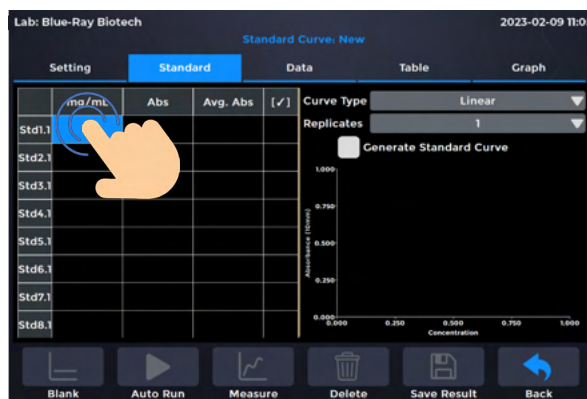 Lab: Blue-Ray Biotech 2023-02-09 11:0
Standard Curve: New
Setting Standard Data Table Graph
mg/mL Abs Avg. Abs [✓]
Curve Type Linear
Replicates 1
Generate Standard Curve
Std1.1
Std2.1
Std3.1
Std4.1
Std5.1
Std6.1
Std7.1
Std8.1
Absorbance (10mm)
1.000
0.750
0.500
0.250
0.000
0.000 0.250 0.500 0.750 1.000
Concentration
Blank Auto Run Measure Delete Save Result Back